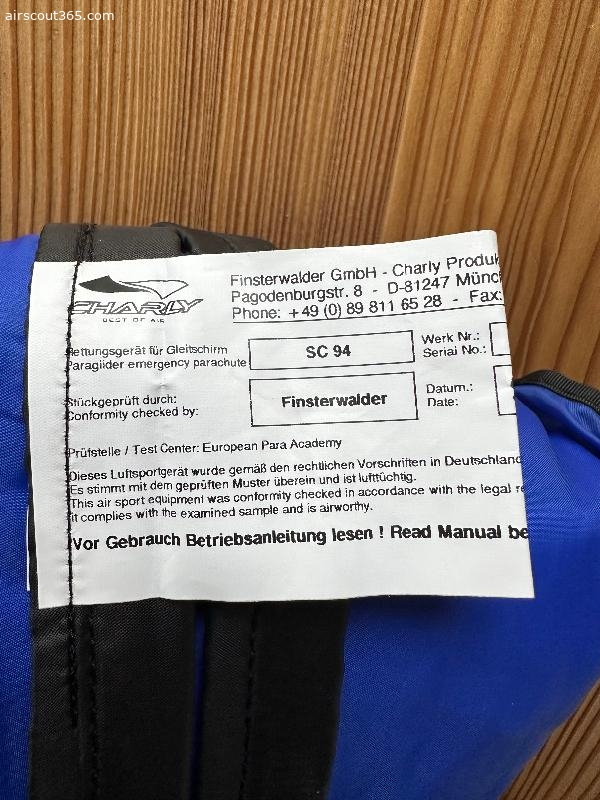 airscout365.com
CHARLY
BEST OF AIR
Finsterwalder GmbH - Charly Produk
Pagodenburgstr. 8 - D-81247 Münch
Phone: +49 (0) 89 811 65 28 - Fax:
Rettungsgerät für Gleitschirm
Paraglider emergency parachute
SC 94
Werk Nr.:
Serial No.:
Stückgeprüft durch:
Conformity checked by:
Finsterwalder
Datum.:
Date:
Prüfstelle / Test Center: European Para Academy
Dieses Luftsportgerät wurde gemäß den rechtlichen Vorschriften in Deutschland
Es stimmt mit dem geprüften Muster überein und ist lufttüchtig.
This air sport equipment was conformity checked in accordance with the legal re
it complies with the examined sample and is airworthy.
Vor Gebrauch Betriebsanleitung lesen ! Read Manual be